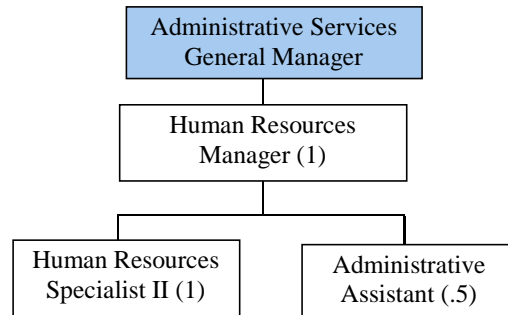 Administrative Services
General Manager
Human Resources
Manager (1)
Human Resources
Specialist II (1)
Administrative
Assistant (.5)